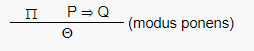 Π P ⇒ Q (modus ponens)
Θ